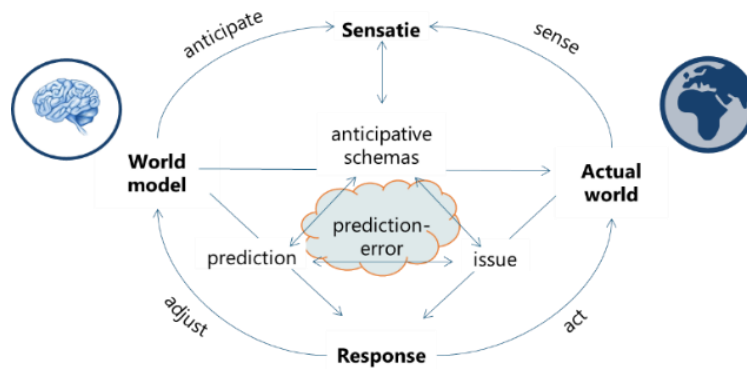 Sensatie
anticipate
sense
anticipative
schemas
World
model
Actual
world
prediction-
error
prediction
issue
adjust
act
Response